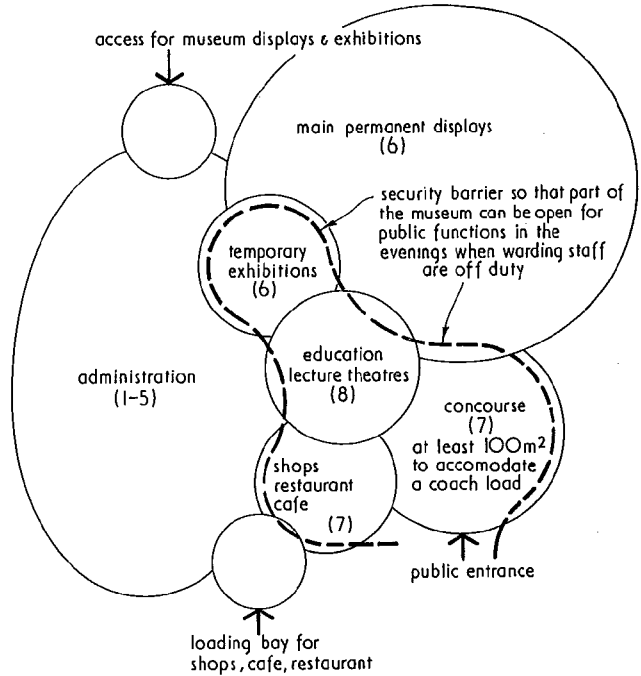 access for museum displays & exhibitions
main permanent displays
(6)
security barrier so that part of
the museum can be open for
public functions in the
evenings when warding staff
are off duty
temporary
exhibitions
(6)
education
lecture theatres
(8)
administration
(1-5)
concourse
(7)
at least 100m²
to accomodate
a coach load
shops
restaurant
cafe
(7)
public entrance
loading bay for
shops, cafe, restaurant